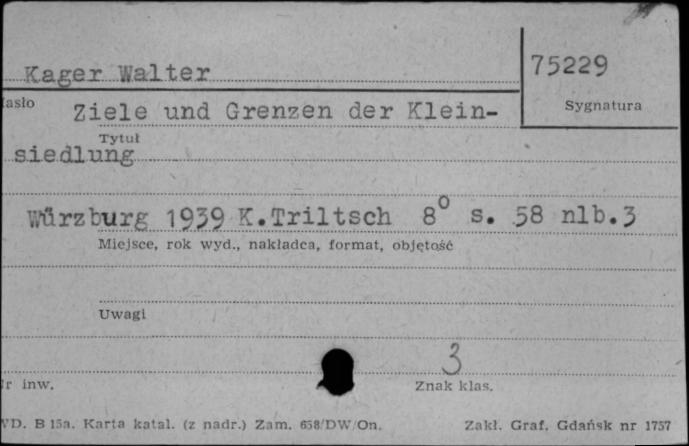 Kager Walter
75229
asło
Ziele und Grenzen der Klein-
Sygnatura
Tytuł
siedlung
Würzburg 1939 K.Triltsch 8⁰ s. 58 nlb.3
Miejsce, rok wyd., nakładca, format, objętość
Uwagi
3
r inw.
Znak klas.
WD. B 15a. Karta katal. (z nadr.) Zam. 658/DW/On.
Zakł. Graf. Gdańsk nr 1757